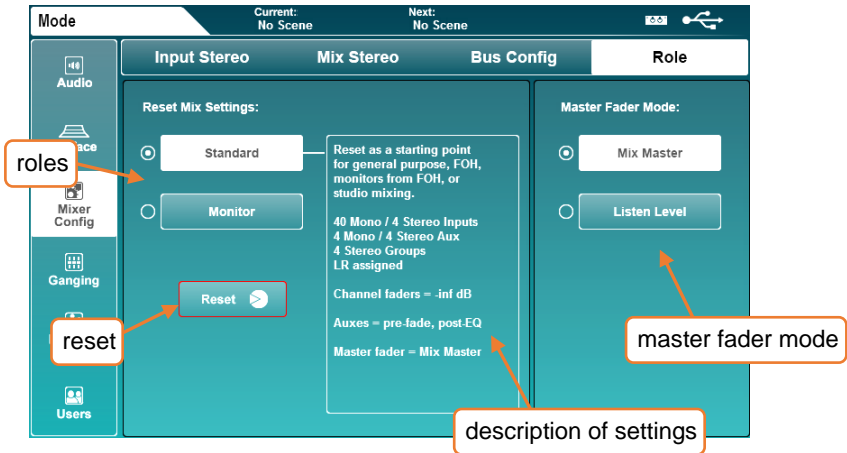 Mode
Current:
No Scene
Next:
No Scene
Input Stereo
Mix Stereo
Bus Config
Role
Audio
ace
Mixer
Config
Ganging
Users
roles
reset
Reset Mix Settings:
Standard
Monitor
Reset
Reset as a starting point
for general purpose, FOH,
monitors from FOH, or
studio mixing.
40 Mono / 4 Stereo Inputs
4 Mono / 4 Stereo Aux
4 Stereo Groups
LR assigned
Channel faders = -inf dB
Auxes = pre-fade, post-EQ
Master fader = Mix Master
Master Fader Mode:
Mix Master
Listen Level
master fader mode
description of settings